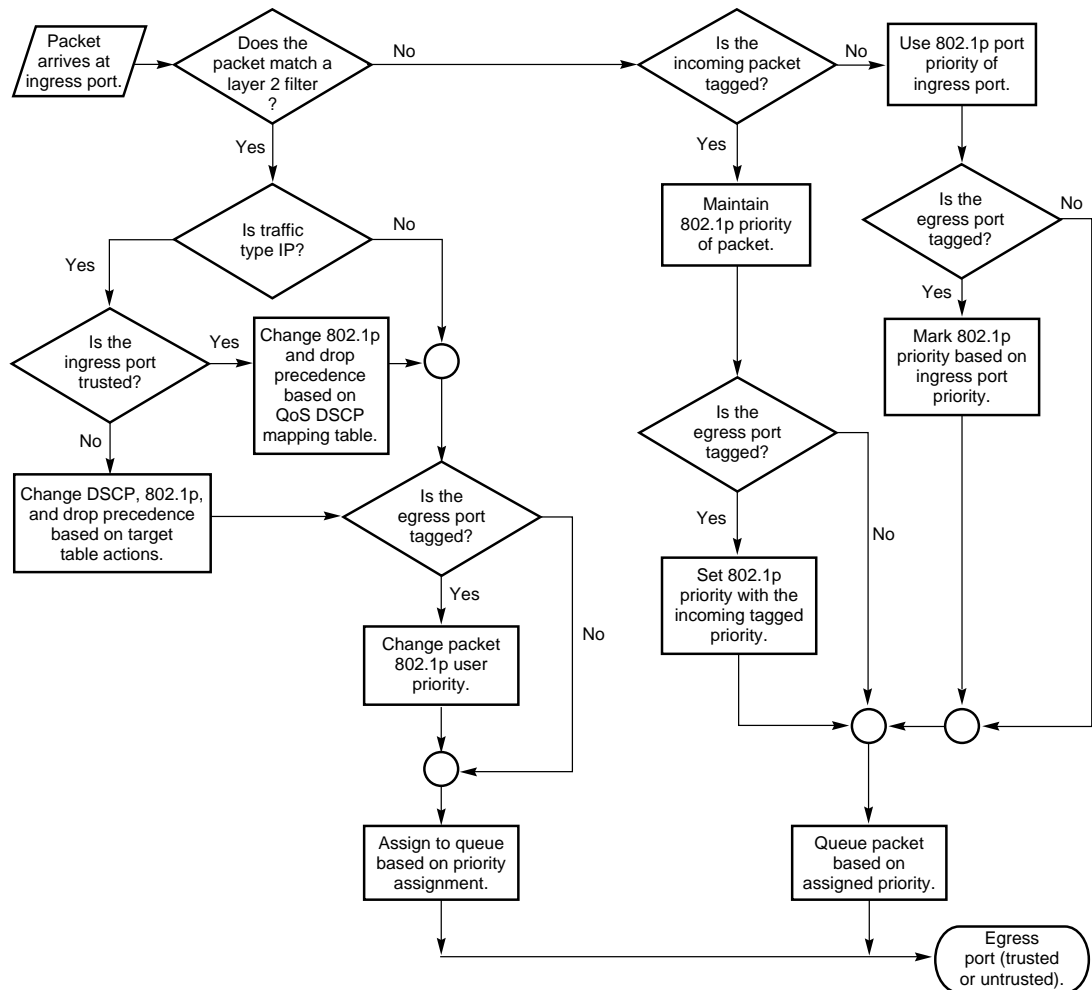 Packet
arrives at
ingress port.
Does the
packet match a
layer 2 filter
?
No
Is the
incoming packet
tagged?
No
Use 802.1p port
priority of
ingress port.
Yes
Yes
Is traffic
type IP?
No
Yes
Maintain
802.1p priority
of packet.
Is the
egress port
tagged?
No
Yes
Is the
ingress port
trusted?
Yes
Change 802.1p
and drop
precedence
based on
QoS DSCP
mapping table.
Mark 802.1p
priority based on
ingress port
priority.
No
Is the
egress port
tagged?
Change DSCP, 802.1p,
and drop precedence
based on target
table actions.
Is the
egress port
tagged?
Yes
No
Yes
No
Set 802.1p
priority with the
incoming tagged
priority.
Change packet
802.1p user
priority.
Assign to queue
based on priority
assignment.
Queue packet
based on
assigned priority.
Egress
port (trusted
or untrusted).